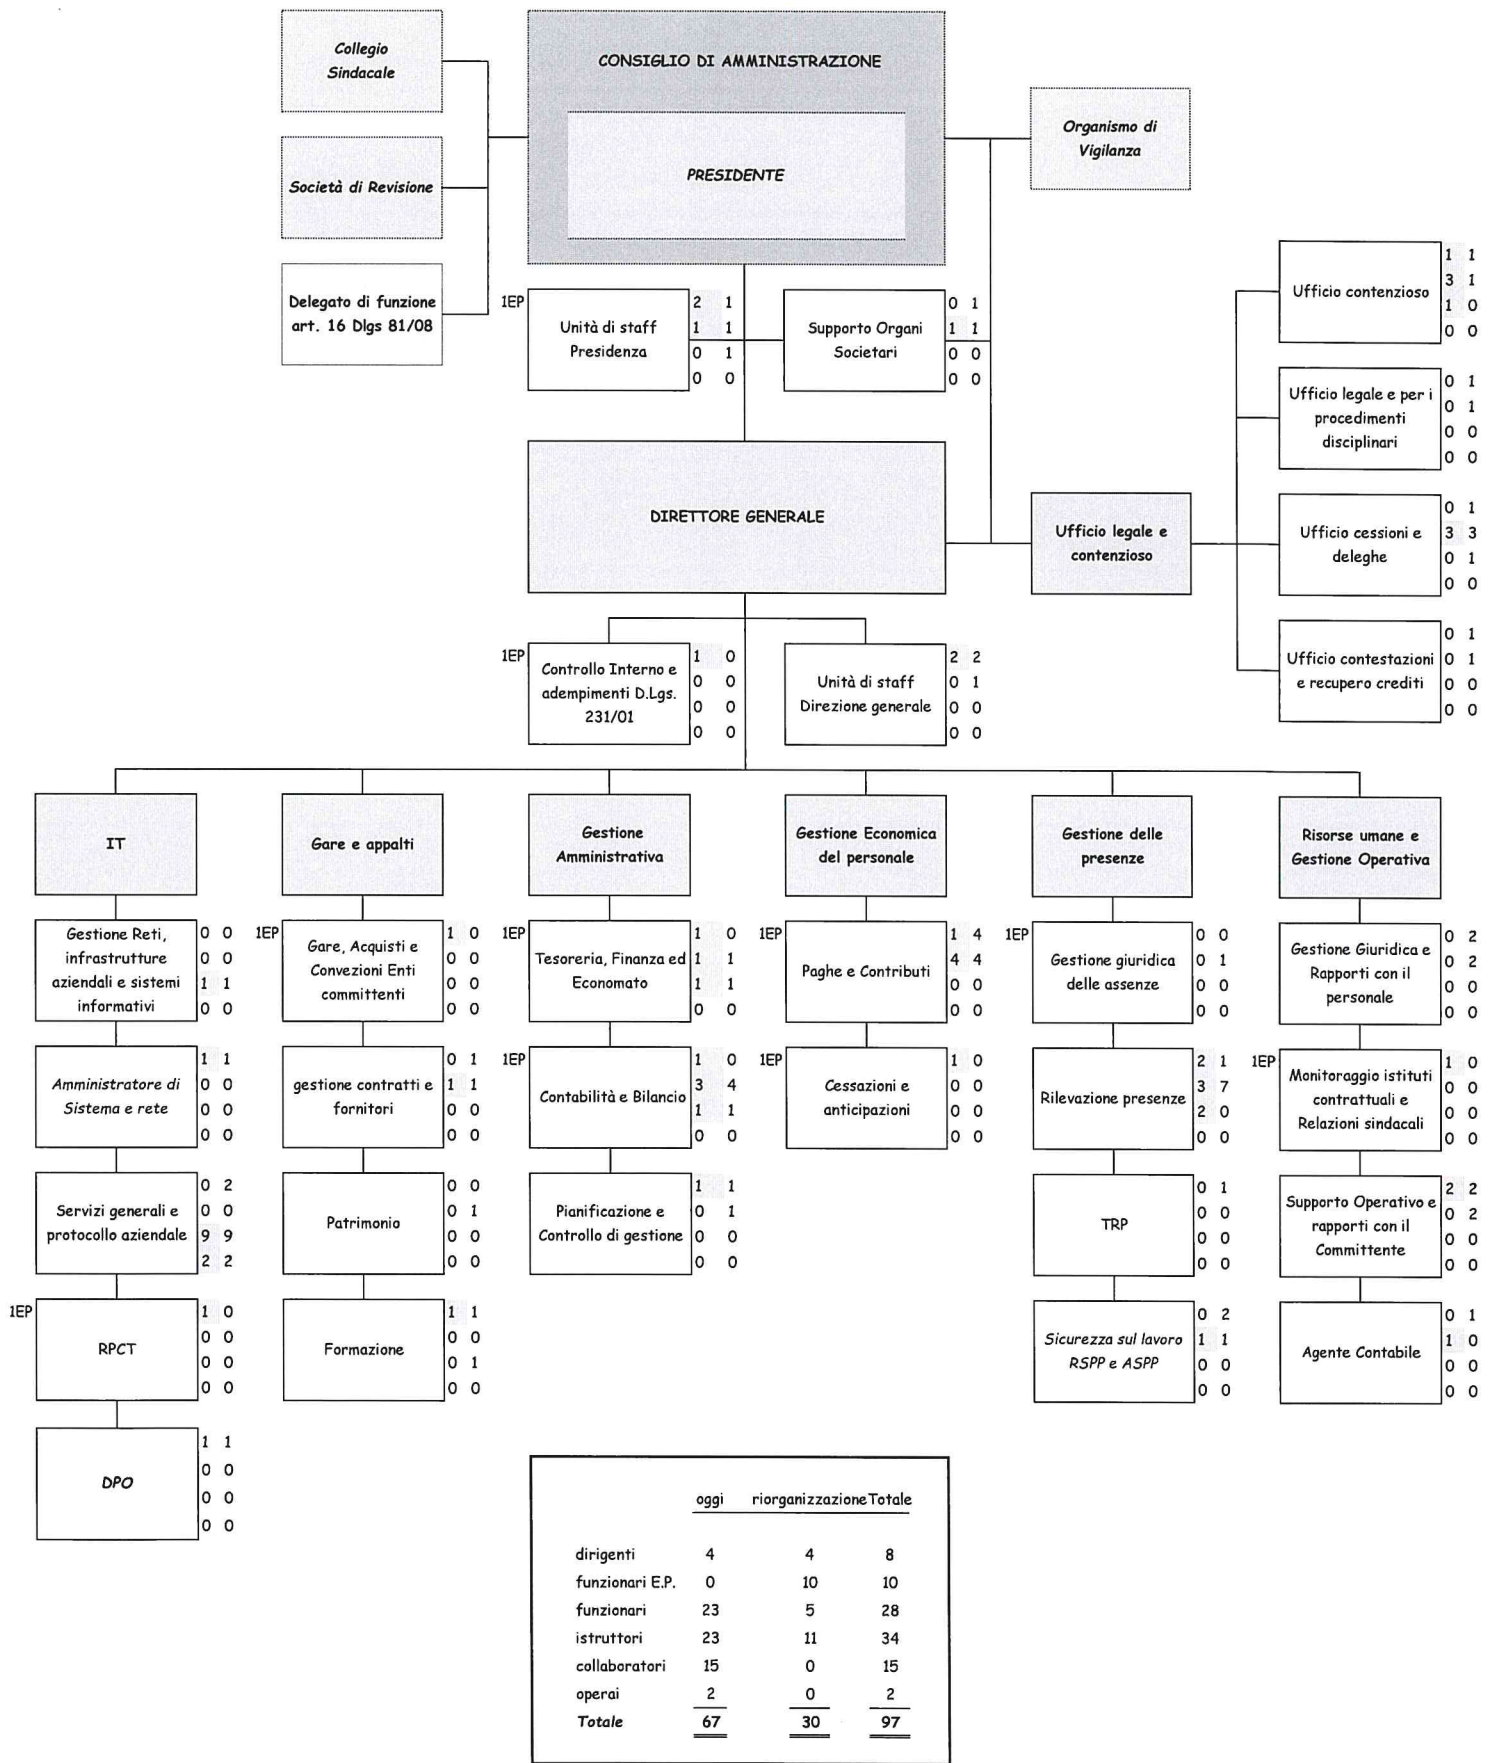 Collegio
Sindacale
CONSIGLIO DI AMMINISTRAZIONE
PRESIDENTE
Organismo di
Vigilanza
Società di Revisione
Delegato di funzione
art. 16 Dlgs 81/08
1EP
Unità di staff
Presidenza
2 1
1 1
0 1
0 0
Supporto Organi
Societari
0 1
1 1
0 0
0 0
Ufficio contenzioso
1 1
3 1
1 0
0 0
Ufficio legale e per i
procedimenti
disciplinari
0 1
0 1
0 0
0 0
DIRETTORE GENERALE
Ufficio legale e
contenzioso
Ufficio cessioni e
deleghe
0 1
3 3
0 1
0 0
Ufficio contestazioni
e recupero crediti
0 1
0 1
0 0
0 0
1EP
Controllo Interno e
adempimenti D.Lgs.
231/01
1 0
0 0
0 0
0 0
Unità di staff
Direzione generale
2 2
0 1
0 0
0 0
IT
Gestione Reti,
infrastrutture
aziendali e sistemi
informativi
0 0
0 0
1 1
0 0
Amministratore di
Sistema e rete
1 1
0 0
0 0
0 0
Servizi generali e
protocollo aziendale
0 2
0 0
9 9
2 2
1EP
RPCT
1 0
0 0
0 0
0 0
DPO
1 1
0 0
0 0
0 0
Gare e appalti
1EP
Gare, Acquisti e
Convezioni Enti
committenti
1 0
0 0
0 0
0 0
gestione contratti e
fornitori
0 1
1 1
0 0
0 0
Patrimonio
0 0
0 1
0 0
0 0
Formazione
1 1
0 0
0 1
0 0
Gestione
Amministrativa
1EP
Tesoreria, Finanza ed
Economato
1 0
1 1
1 1
0 0
1EP
Contabilità e Bilancio
1 0
3 4
1 1
0 0
Pianificazione e
Controllo di gestione
1 1
0 1
0 0
0 0
Gestione Economica
del personale
1EP
Paghe e Contributi
1 4
4 4
0 0
0 0
1EP
Cessazioni e
anticipazioni
1 0
0 0
0 0
0 0
Gestione delle
presenze
1EP
Gestione giuridica
delle assenze
0 0
0 1
0 0
0 0
Rilevazione presenze
2 1
3 7
2 0
0 0
TRP
0 1
0 0
0 0
0 0
Sicurezza sul lavoro
RSPP e ASPP
0 2
1 1
0 0
0 0
Risorse umane e
Gestione Operativa
Gestione Giuridica e
Rapporti con il
personale
0 2
0 2
0 0
0 0
1EP
Monitoraggio istituti
contrattuali e
Relazioni sindacali
1 0
0 0
0 0
0 0
Supporto Operativo e
rapporti con il
Committente
2 2
0 2
0 0
0 0
Agente Contabile
0 1
1 0
0 0
0 0
oggi riorganizzazione Totale
dirigenti 4 4 8
funzionari E.P. 0 10 10
funzionari 23 5 28
istruttori 23 11 34
collaboratori 15 0 15
operai 2 0 2
Totale 67 30 97